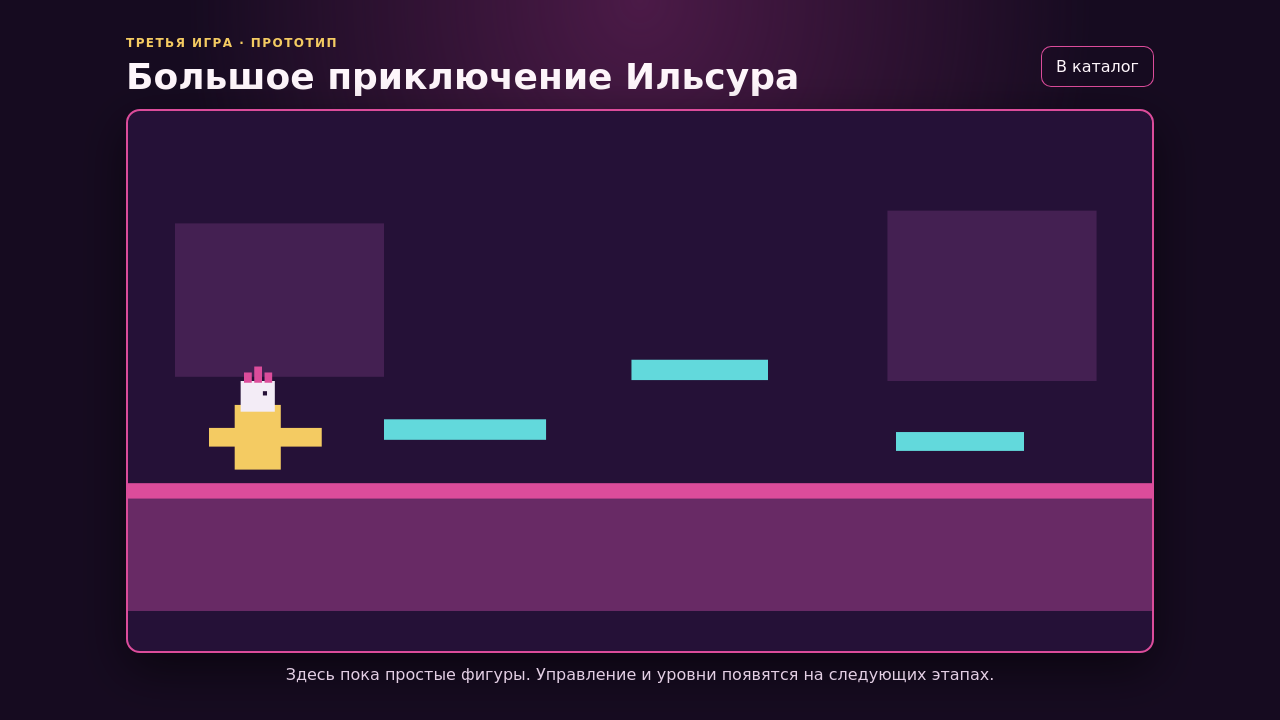 ТРЕТЬЯ ИГРА · ПРОТОТИП
Большое приключение Ильсура
В каталог
Здесь пока простые фигуры. Управление и уровни появятся на следующих этапах.